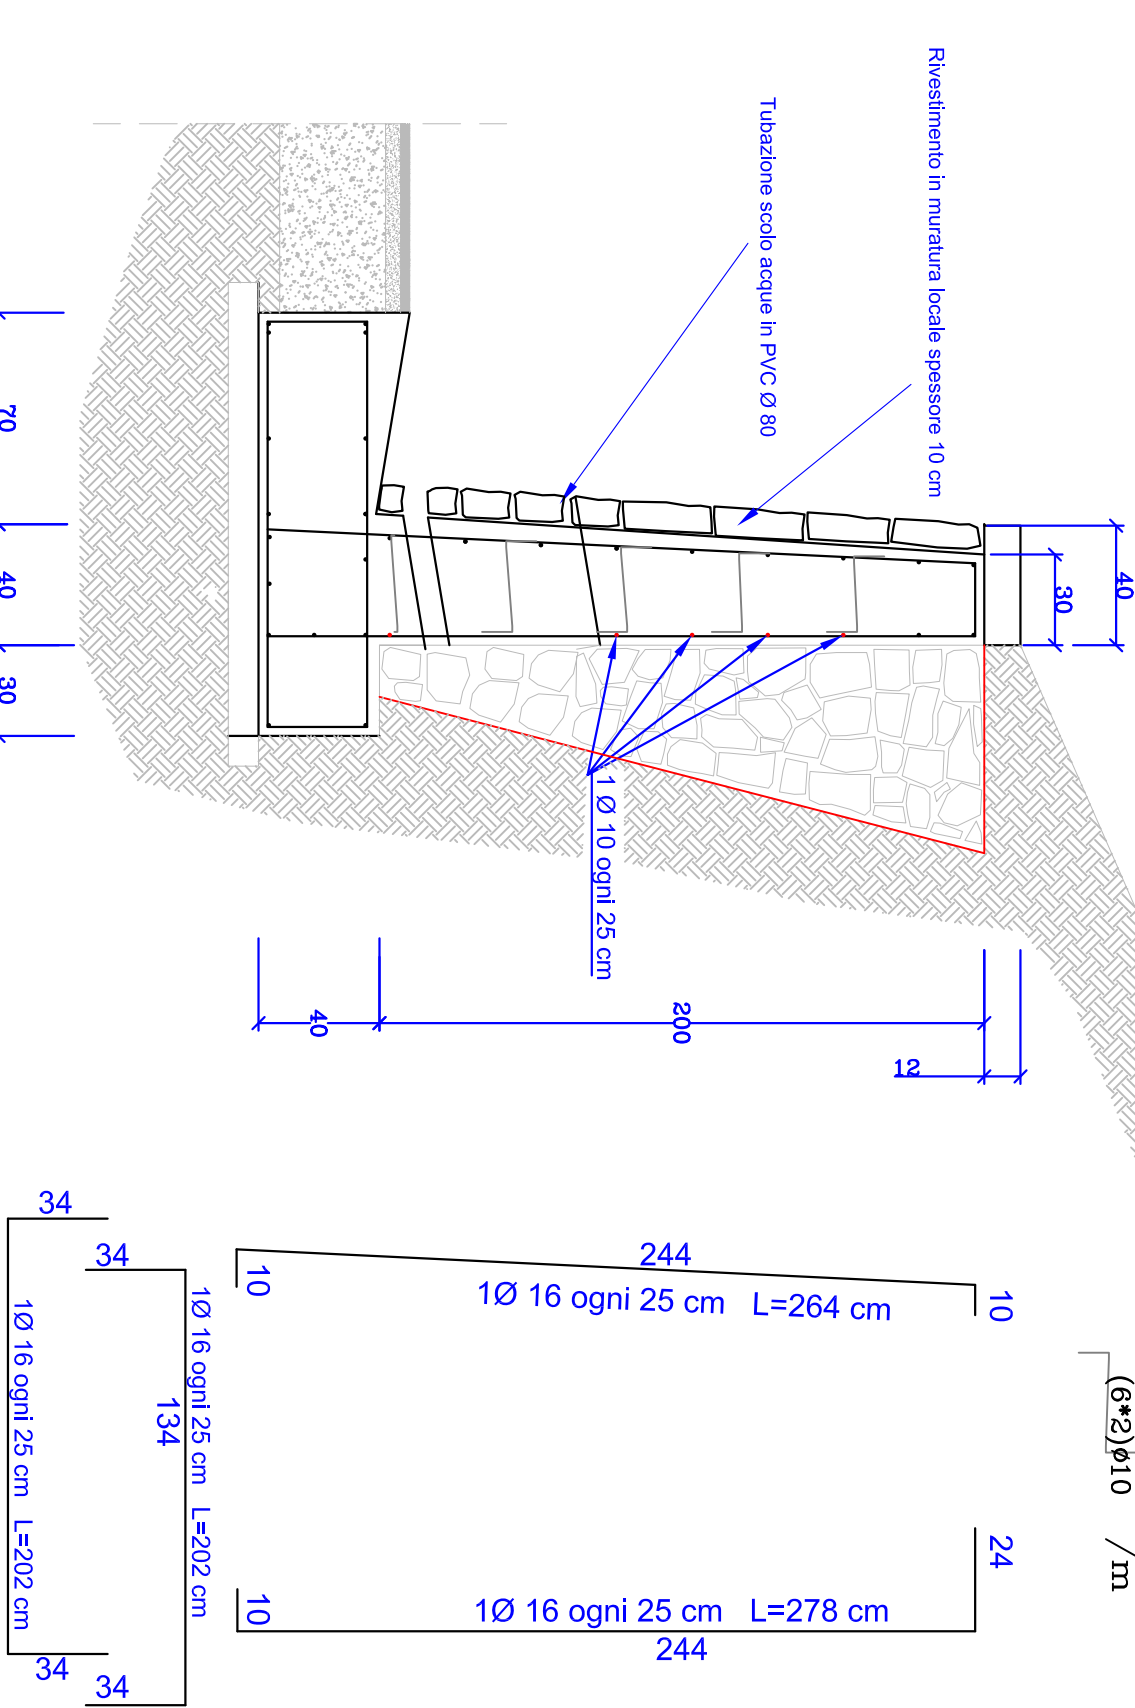 Rivestimento in muratura locale spessore 10 cm
Tubazione scolo acque in PVC Ø 80
40
30
70
40
30
1 Ø 10 ogni 25 cm
40
200
12
34
34
1Ø 16 ogni 25 cm L=202 cm
134
1Ø 16 ogni 25 cm L=202 cm
34
34
244
10
10
1Ø 16 ogni 25 cm L=264 cm
(6*2)ø10 /m
24
10
1Ø 16 ogni 25 cm L=278 cm
244